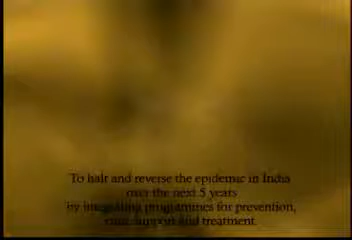 To halt and reverse the epidemic in India
over the next 5 years
by integrating programmes for prevention,
care, support and treatment.